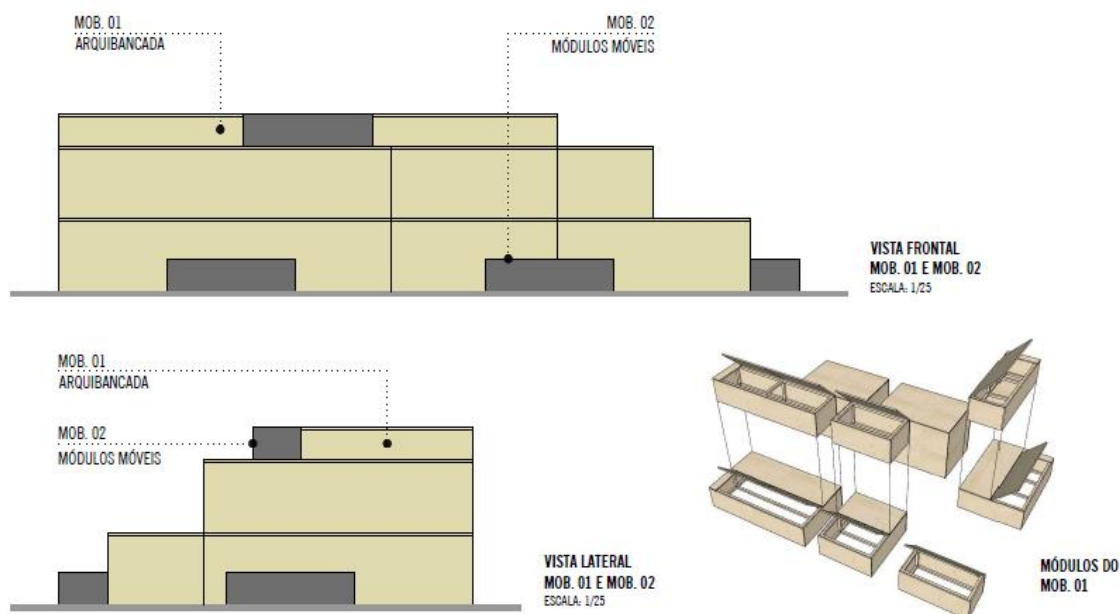 MOB. 01
ARQUIBANCADA
MOB. 02
MÓDULOS MÓVEIS
VISTA FRONTAL
MOB. 01 E MOB. 02
ESCALA: 1/25
MOB. 01
ARQUIBANCADA
MOB. 02
MÓDULOS MÓVEIS
VISTA LATERAL
MOB. 01 E MOB. 02
ESCALA: 1/25
MÓDULOS DO
MOB. 01